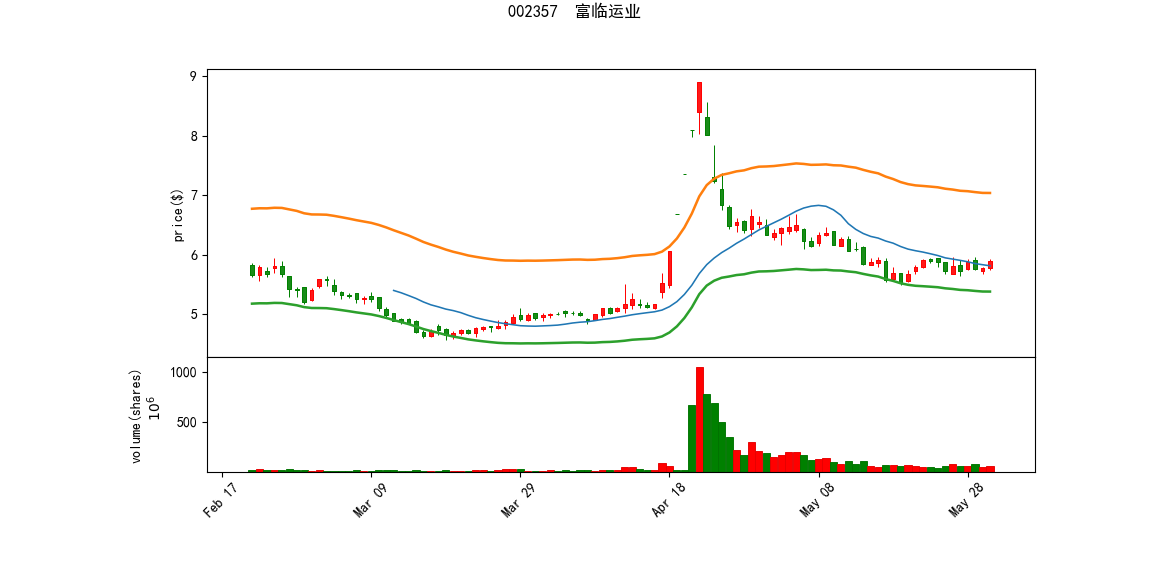 002357  富临运业
9
8
7
6
5
price($)
1000
500
volume(shares)
10^6
Feb 17
Mar 09
Mar 29
Apr 18
May 08
May 28